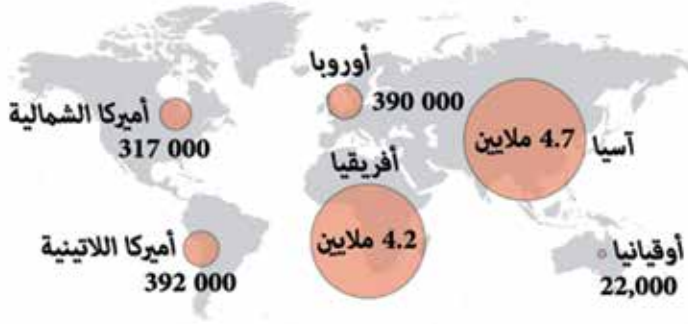 أوروبا
390 000
أميركا الشمالية
317 000
آسيا
4.7 ملايين
أفريقيا
4.2 ملايين
أميركا اللاتينية
392 000
أوقيانيا
22,000